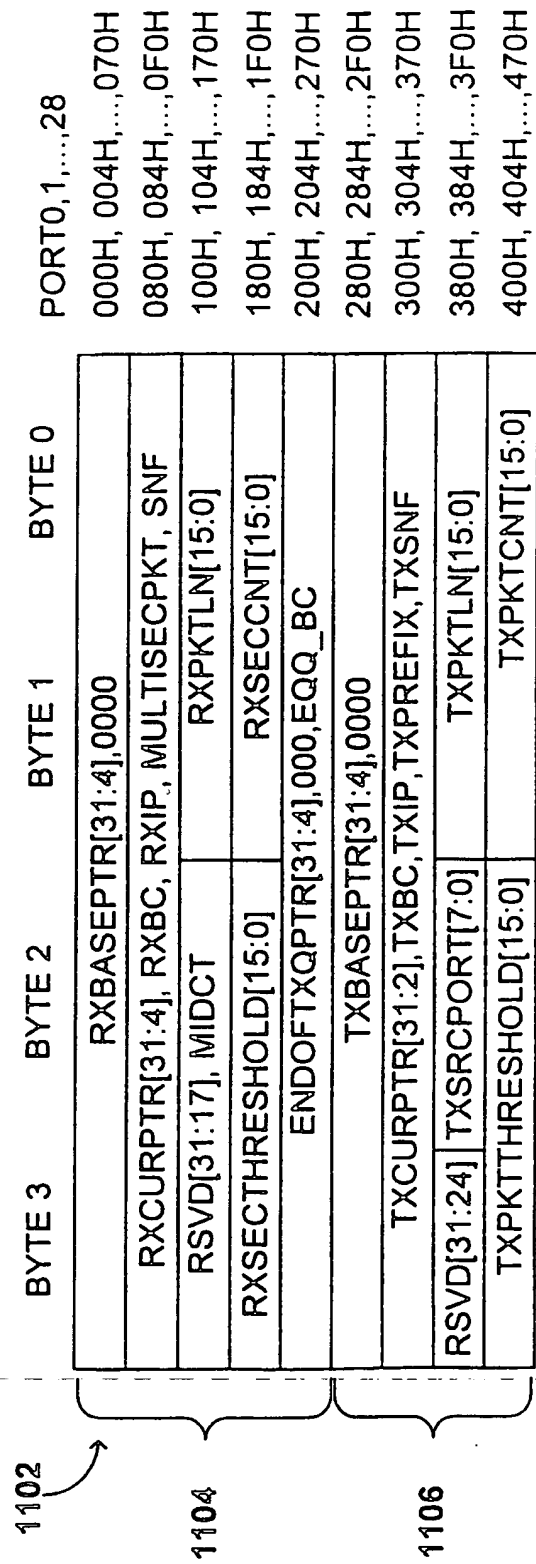 1102
BYTE 3 BYTE 2 BYTE 1 BYTE 0 PORT0,1,...,28
RXBASEPTR[31:4],0000 000H, 004H,...,070H
RXCURPTR[31:4], RXBC, RXIP, MULTISECPKT, SNF 080H, 084H,...,0F0H
RSVD[31:17], MIDCT RXPKTLN[15:0] 100H, 104H,...,170H
RXSECTHRESHOLD[15:0] RXSECCNT[15:0] 180H, 184H,...,1F0H
ENDOFTXQPTR[31:4],000,EQQ_BC 200H, 204H,...,270H
1104
TXBASEPTR[31:4],0000 280H, 284H,...,2F0H
TXCURPTR[31:2],TXBC,TXIP,TXPREFIX,TXSNF 300H, 304H,...,370H
RSVD[31:24] TXSRCPORT[7:0] TXPKTLN[15:0] 380H, 384H,...,3F0H
TXPKTTHRESHOLD[15:0] TXPKTCNT[15:0] 400H, 404H,...,470H
1106